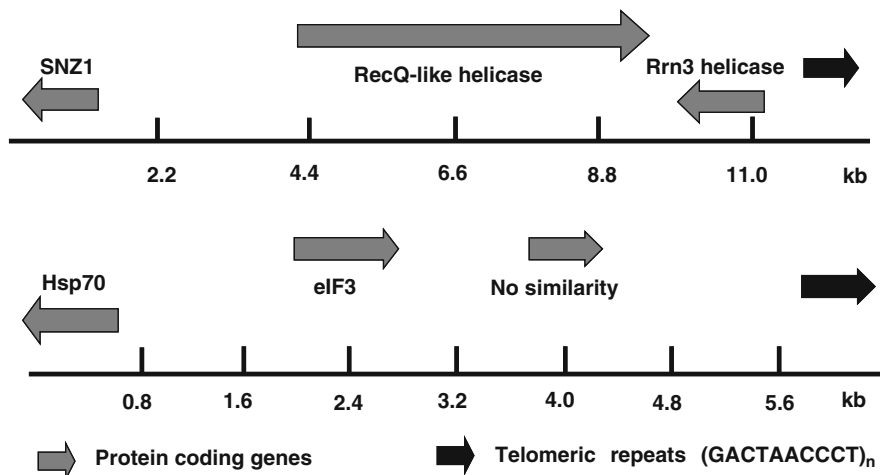 SNZ1
RecQ-like helicase
Rrn3 helicase
2.2 4.4 6.6 8.8 11.0 kb
Hsp70
eIF3
No similarity
0.8 1.6 2.4 3.2 4.0 4.8 5.6 kb
Protein coding genes
Telomeric repeats (GACTAACCCT)n